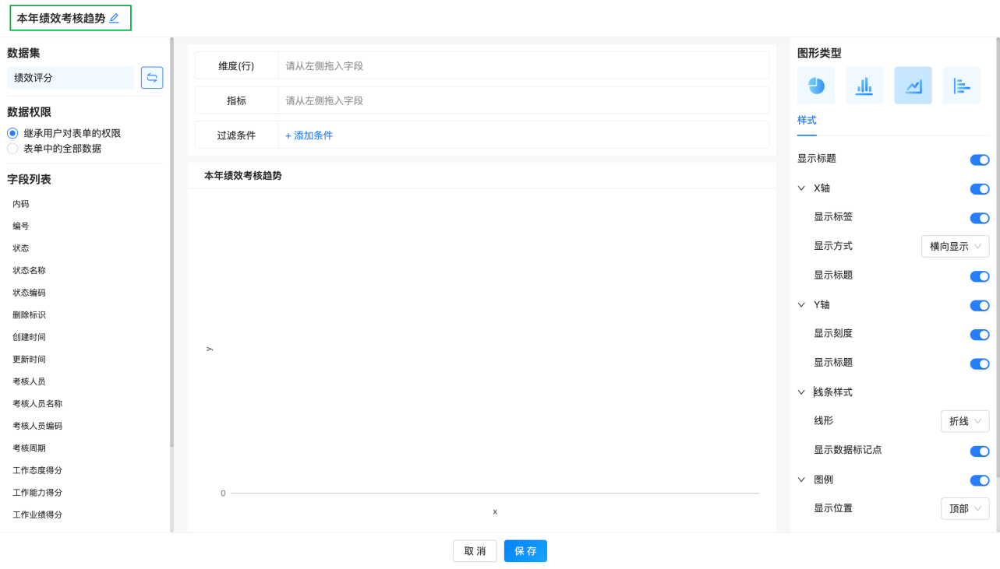 本年绩效考核趋势
数据集
绩效评分
数据权限
继承用户对表单的权限
表单中的全部数据
字段列表
内码
编号
状态
状态名称
状态编码
删除标识
创建时间
更新时间
考核人员
考核人员名称
考核人员编码
考核周期
工作态度得分
工作能力得分
工作业绩得分
维度(行) 请从左侧拖入字段
指标 请从左侧拖入字段
过滤条件 + 添加条件
本年绩效考核趋势
y
0
x
图形类型
样式
显示标题
X轴
显示标签
显示方式 横向显示
显示标题
Y轴
显示刻度
显示标题
线条样式
线形 折线
显示数据标记点
图例
显示位置 顶部
取 消 保 存